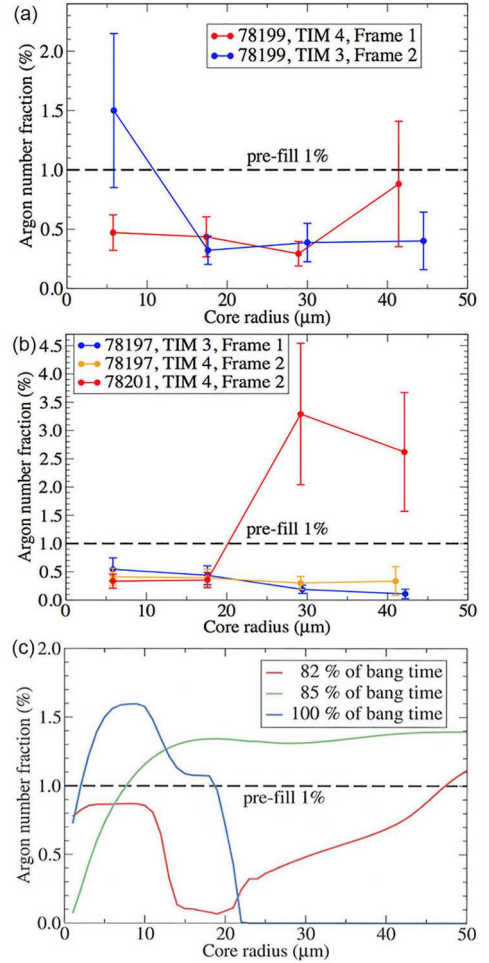 (a)
78199, TIM 4, Frame 1
78199, TIM 3, Frame 2
pre-fill 1%
Argon number fraction (%)
2.0
1.5
1.0
0.5
0.0
0 10 20 30 40 50
Core radius (μm)
(b)
78197, TIM 3, Frame 1
78197, TIM 4, Frame 2
78201, TIM 4, Frame 2
pre-fill 1%
Argon number fraction (%)
4.5
4.0
3.5
3.0
2.5
2.0
1.5
1.0
0.5
0.0
0 10 20 30 40 50
Core radius (μm)
(c)
82 % of bang time
85 % of bang time
100 % of bang time
pre-fill 1%
Argon number fraction (%)
2.0
1.5
1.0
0.5
0.0
0 10 20 30 40 50
Core radius (μm)